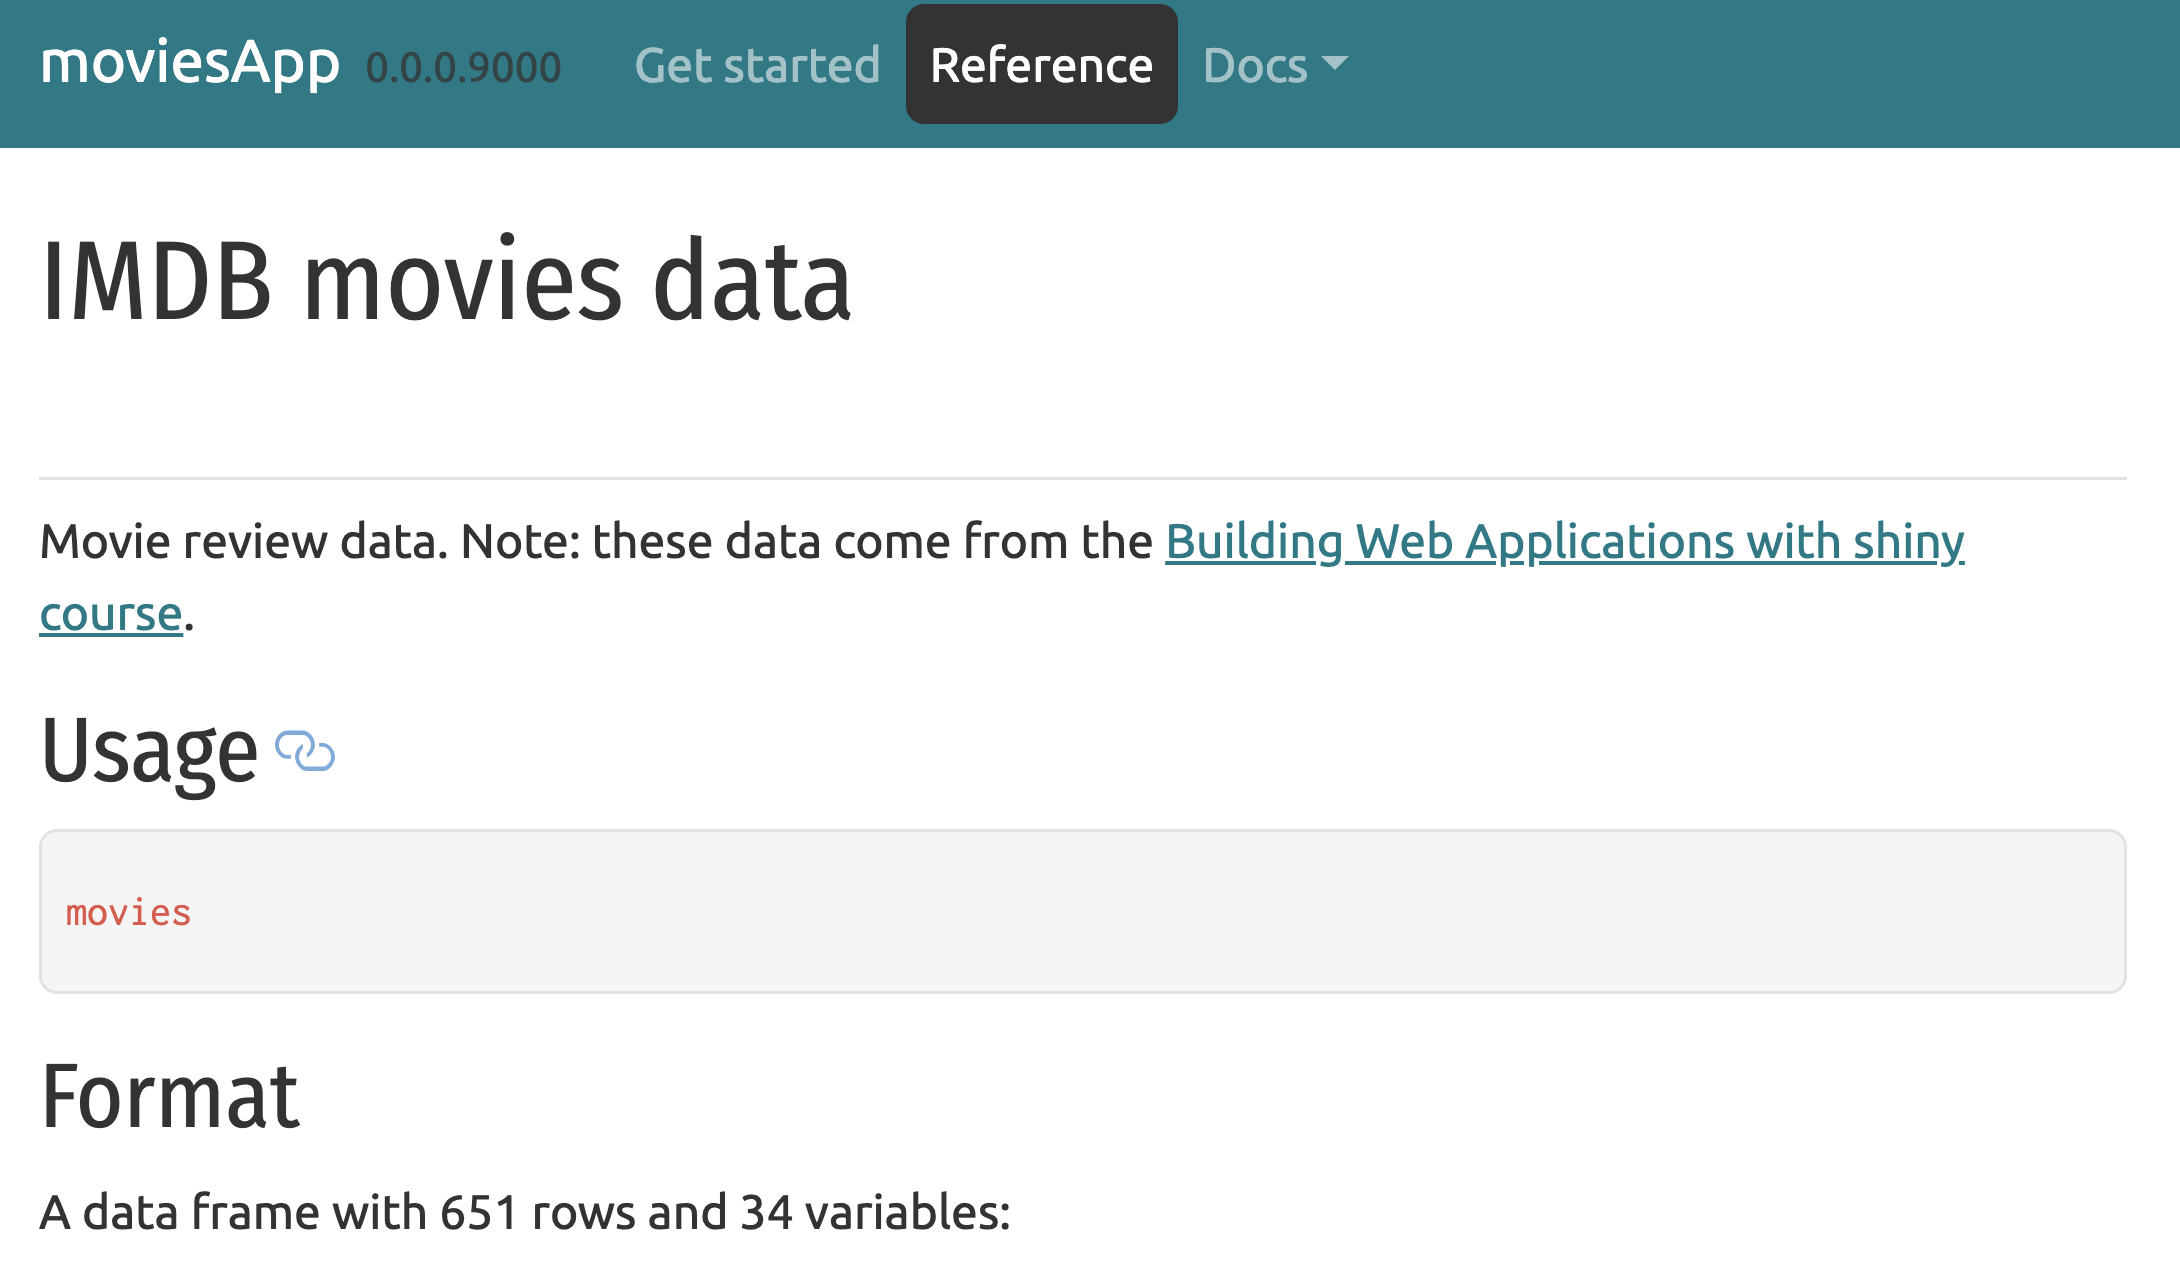 moviesApp 0.0.0.9000 Get started Reference Docs
IMDB movies data
Movie review data. Note: these data come from the Building Web Applications with shiny
course.
Usage
movies
Format
A data frame with 651 rows and 34 variables: